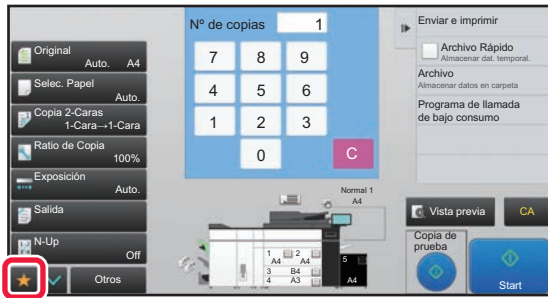 Original
Auto. A4
Selec. Papel
Auto.
Copia 2-Caras
1-Cara→1-Cara
Ratio de Copia
100%
Exposición
Auto.
Salida
N-Up
Off
Otros
Nº de copias 1
7 8 9
4 5 6
1 2 3
0 C
Normal 1
A4
1 A4
2 A4
3 B4
4 A3
5 A4
Enviar e imprimir
Archivo Rápido
Almacenar dat. temporal.
Archivo
Almacenar datos en carpeta
Programa de llamada
de bajo consumo
Vista previa
CA
Copia de
prueba
Start